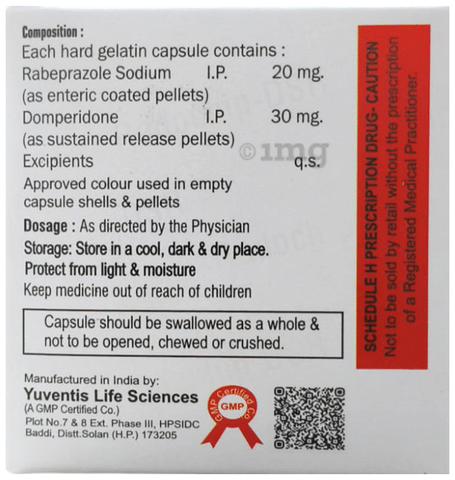 Composition :
Each hard gelatin capsule contains :
Rabeprazole Sodium I.P. 20 mg.
(as enteric coated pellets)
Domperidone I.P. 30 mg.
(as sustained release pellets)
Excipients q.s.
©1mg
Approved colour used in empty
capsule shells & pellets
Dosage : As directed by the Physician
Storage: Store in a cool, dark & dry place.
Protect from light & moisture
Keep medicine out of reach of children
Capsule should be swallowed as a whole &
not to be opened, chewed or crushed.
SCHEDULE H PRESCRIPTION DRUG- CAUTION
Not to be sold by retail without the prescription
of a Registered Medical Practitioner.
Manufactured in India by:
Yuventis Life Sciences
(A GMP Certified Co.)
Plot No.7 & 8 Ext. Phase III, HPSIDC
Baddi, Distt.Solan (H.P.) 173205
GMP Certified Co
GMP